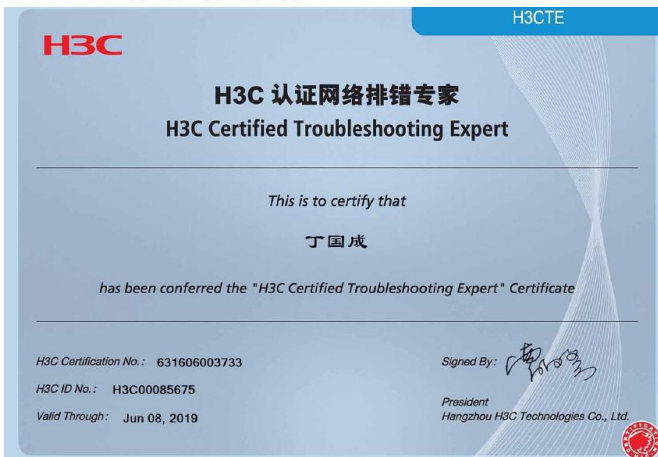 H3CTE
H3C
H3C 认证网络排错专家
H3C Certified Troubleshooting Expert
This is to certify that
丁国成
has been conferred the "H3C Certified Troubleshooting Expert" Certificate
H3C Certification No.: 631606003733
Signed By:
H3C ID No.: H3C00085675
President
Valid Through: Jun 08, 2019
Hangzhou H3C Technologies Co., Ltd.